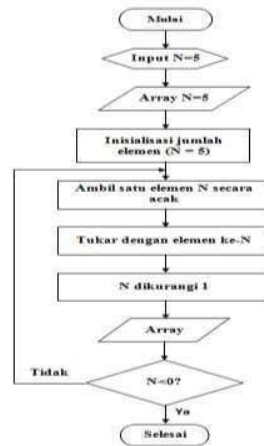 Mulai
Input N=5
Array N=5
Inisialisasi jumlah
elemen (N = 5)
Ambil satu elemen N secara
acak
Tukar dengan elemen ke-N
N dikurangi 1
Array
Tidak
N<0?
Ya
Selesai